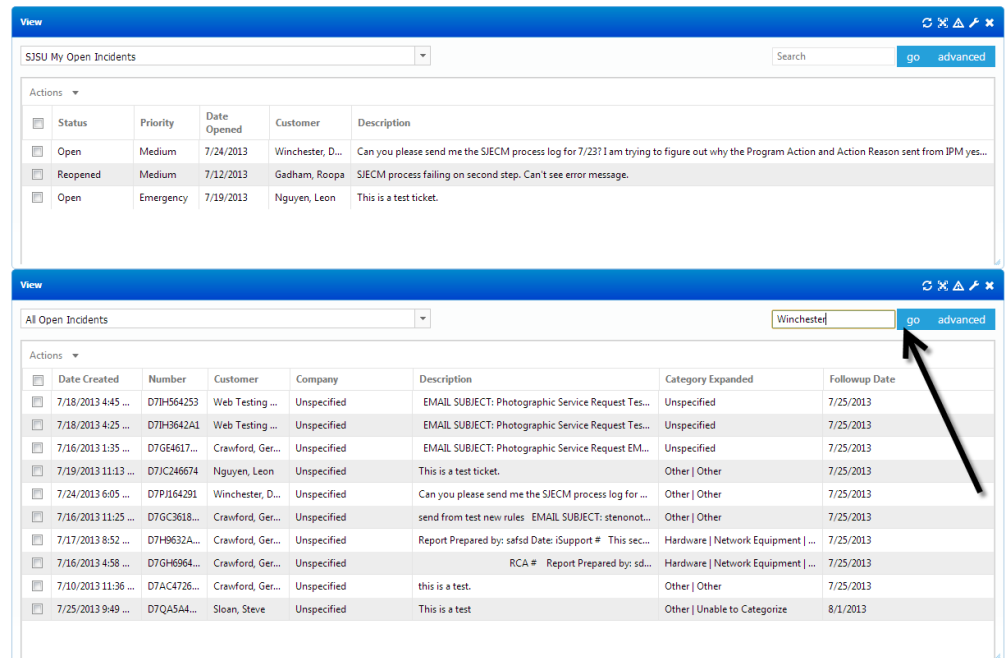 View
SJSU My Open Incidents Search go advanced
Actions
Status Priority Date Opened Customer Description
Open Medium 7/24/2013 Winchester, D... Can you please send me the SJECM process log for 7/23? I am trying to figure out why the Program Action and Action Reason sent from IPM yes...
Reopened Medium 7/12/2013 Gadham, Roopa SJECM process failing on second step. Can't see error message.
Open Emergency 7/19/2013 Nguyen, Leon This is a test ticket.
View
All Open Incidents Winchester go advanced
Actions
Date Created Number Customer Company Description Category Expanded Followup Date
7/18/2013 4:45 ... D7IH564253 Web Testing ... Unspecified EMAIL SUBJECT: Photographic Service Request Tes... Unspecified 7/25/2013
7/18/2013 4:25 ... D7IH3642A1 Web Testing ... Unspecified EMAIL SUBJECT: Photographic Service Request Tes... Unspecified 7/25/2013
7/16/2013 1:35 ... D7GE4617... Crawford, Ger... Unspecified EMAIL SUBJECT: Photographic Service Request EM... Unspecified 7/25/2013
7/19/2013 11:13 ... D7JC246674 Nguyen, Leon Unspecified This is a test ticket. Other | Other 7/25/2013
7/24/2013 6:05 ... D7PJ164291 Winchester, D... Unspecified Can you please send me the SJECM process log for ... Other | Other 7/25/2013
7/16/2013 11:25 ... D7GC3618... Crawford, Ger... Unspecified send from test new rules EMAIL SUBJECT: stenonot... Other | Other 7/25/2013
7/17/2013 8:52 ... D7H9632A... Crawford, Ger... Unspecified Report Prepared by: safsd Date: iSupport # This sec... Hardware | Network Equipment | ... 7/25/2013
7/16/2013 4:58 ... D7GH6964... Crawford, Ger... Unspecified RCA # Report Prepared by: sd... Hardware | Network Equipment | ... 7/25/2013
7/10/2013 11:36 ... D7AC4726... Crawford, Ger... Unspecified this is a test. Other | Other 7/25/2013
7/25/2013 9:49 ... D7QA5A4... Sloan, Steve Unspecified This is a test Other | Unable to Categorize 8/1/2013